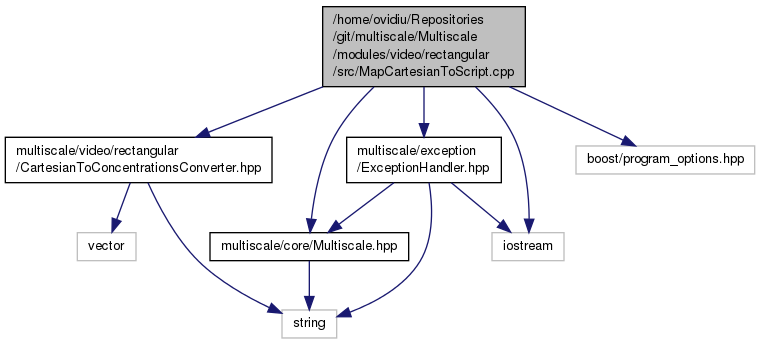 /home/ovidiu/Repositories
/git/multiscale/Multiscale
/modules/video/rectangular
/src/MapCartesianToScript.cpp
multiscale/video/rectangular
/CartesianToConcentrationsConverter.hpp
multiscale/exception
/ExceptionHandler.hpp
boost/program_options.hpp
vector
multiscale/core/Multiscale.hpp
iostream
string